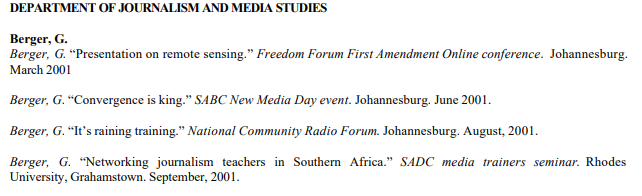 DEPARTMENT OF JOURNALISM AND MEDIA STUDIES
Berger, G.
Berger, G. “Presentation on remote sensing.” Freedom Forum First Amendment Online conference. Johannesburg.
March 2001
Berger, G. “Convergence is king.” SABC New Media Day event. Johannesburg. June 2001.
Berger, G. “It’s raining training.” National Community Radio Forum. Johannesburg. August, 2001.
Berger, G. “Networking journalism teachers in Southern Africa.” SADC media trainers seminar. Rhodes
University, Grahamstown. September, 2001.